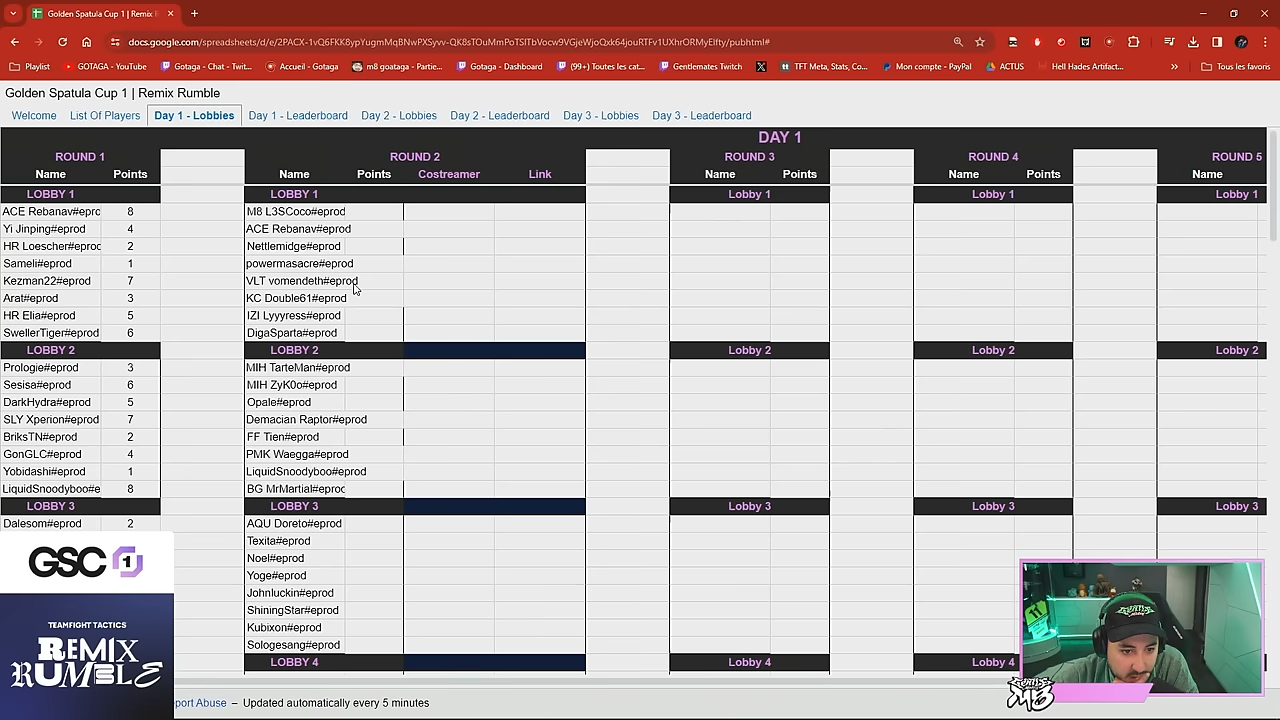 Golden Spatula Cup 1 | Remix R
docs.google.com/spreadsheets/d/e/2PACX-1vQ6FKK8ypYugmMqBNwPXSyvv-QK8sTOuMmPoTSlTbVocw9VGjeWjoQxk64jouRTFv1UXhrORMyEIfty/pubhtml#
Playlist GOTAGA - YouTube Gotaga - Chat - Twit... Accueil - Gotaga m8 goataga - Partie... Gotaga - Dashboard (99+) Toutes les cat... Gentlemates Twitch TFT Meta, Stats, Co... Mon compte - PayPal ACTUS Hell Hades Artifact... Tous les favoris
Golden Spatula Cup 1 | Remix Rumble
Welcome List Of Players Day 1 - Lobbies Day 1 - Leaderboard Day 2 - Lobbies Day 2 - Leaderboard Day 3 - Lobbies Day 3 - Leaderboard
DAY 1
ROUND 1 ROUND 2 ROUND 3 ROUND 4 ROUND 5
Name Points Name Points Costreamer Link Name Points Name Points Name
LOBBY 1 LOBBY 1 Lobby 1 Lobby 1 Lobby 1
ACE Rebanav#eprc 8 M8 L3SCoco#eprod
Yi Jinping#eprod 4 ACE Rebanav#eprod
HR Loescher#eproc 2 Nettlemidge#eprod
Sameli#eprod 1 powermasacre#eprod
Kezman22#eprod 7 VLT vomendeth#eprod
Arat#eprod 3 KC Double61#eprod
HR Elia#eprod 5 IZI Lyyyress#eprod
SwellerTiger#eprod 6 DigaSparta#eprod
LOBBY 2 LOBBY 2 Lobby 2 Lobby 2 Lobby 2
Prologie#eprod 3 MIH TarteMan#eprod
Sesisa#eprod 6 MIH ZyK0o#eprod
DarkHydra#eprod 5 Opale#eprod
SLY Xperion#eprod 7 Demacian Raptor#eprod
BriksTN#eprod 2 FF Tien#eprod
GonGLC#eprod 4 PMK Waegga#eprod
Yobidashi#eprod 1 LiquidSnoodyboo#eprod
LiquidSnoodyboo#e 8 BG MrMartial#eproc
LOBBY 3 LOBBY 3 Lobby 3 Lobby 3 Lobby 3
Dalesom#eprod 2 AQU Doreto#eprod
Texita#eprod
Noel#eprod
Yoge#eprod
Johnluckin#eprod
ShiningStar#eprod
Kubixon#eprod
Sologesang#eprod
LOBBY 4 Lobby 4 Lobby 4
GSC 1
TEAMFIGHT TACTICS
REMIX
RUMBLE
port Abuse – Updated automatically every 5 minutes
M8